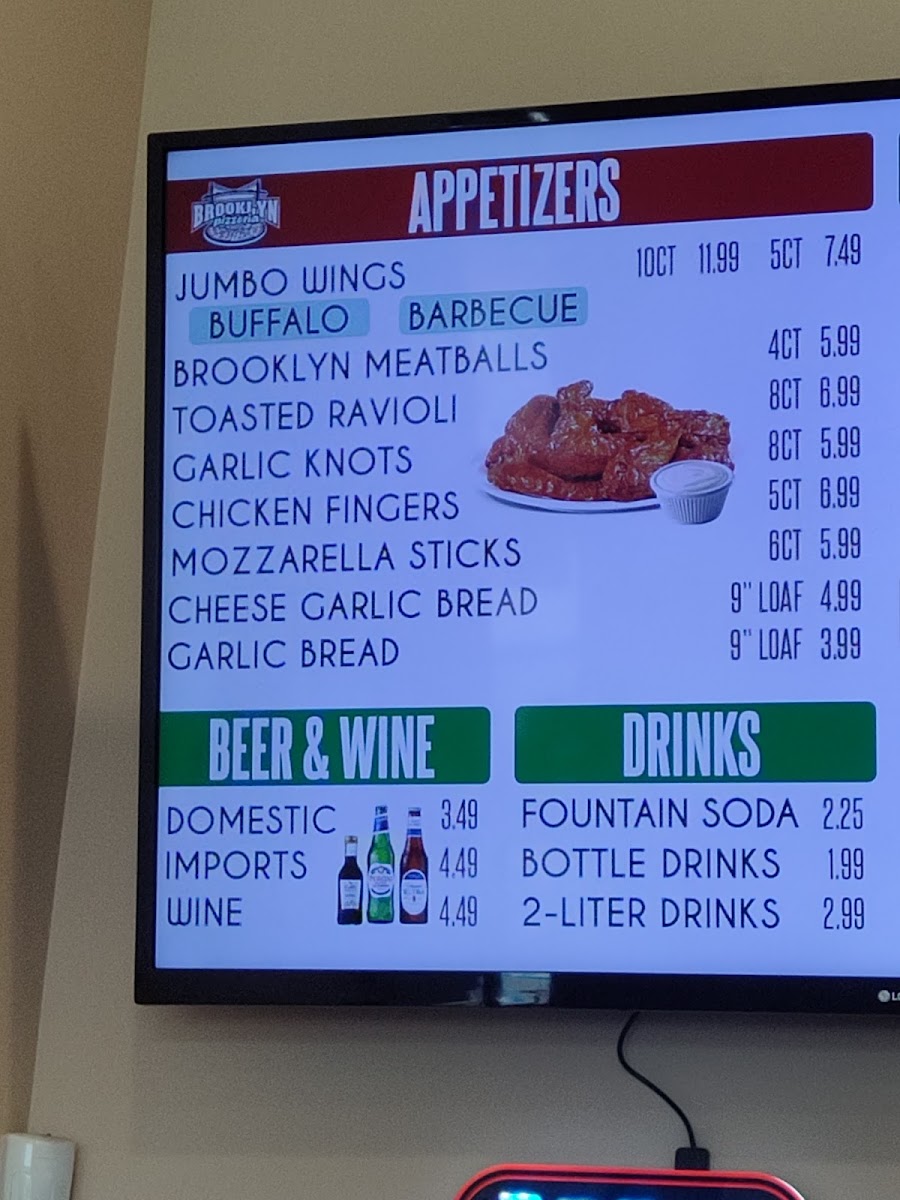 BROOKLYN
pizzeria
APPETIZERS
JUMBO WINGS 10CT 11.99 5CT 7.49
BUFFALO BARBECUE
BROOKLYN MEATBALLS 4CT 5.99
TOASTED RAVIOLI 8CT 6.99
GARLIC KNOTS 8CT 5.99
CHICKEN FINGERS 5CT 6.99
MOZZARELLA STICKS 6CT 5.99
CHEESE GARLIC BREAD 9" LOAF 4.99
GARLIC BREAD 9" LOAF 3.99
BEER & WINE
DOMESTIC 3.49
IMPORTS 4.49
WINE 4.49
DRINKS
FOUNTAIN SODA 2.25
BOTTLE DRINKS 1.99
2-LITER DRINKS 2.99
LG